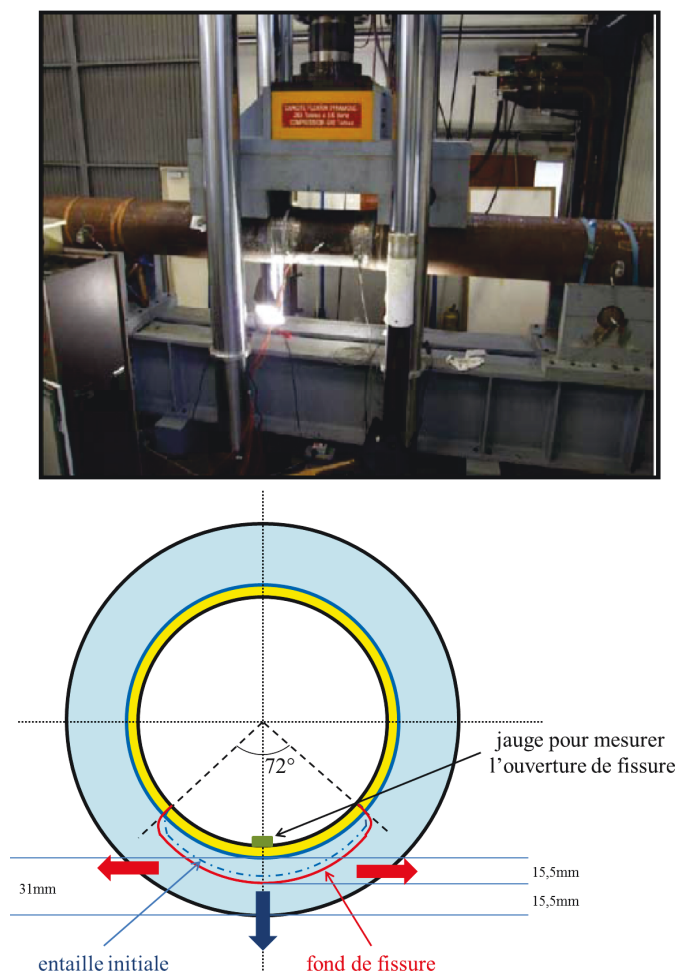 jauge pour mesurer
l'ouverture de fissure
72°
31mm
15,5mm
15,5mm
entaille initiale
fond de fissure